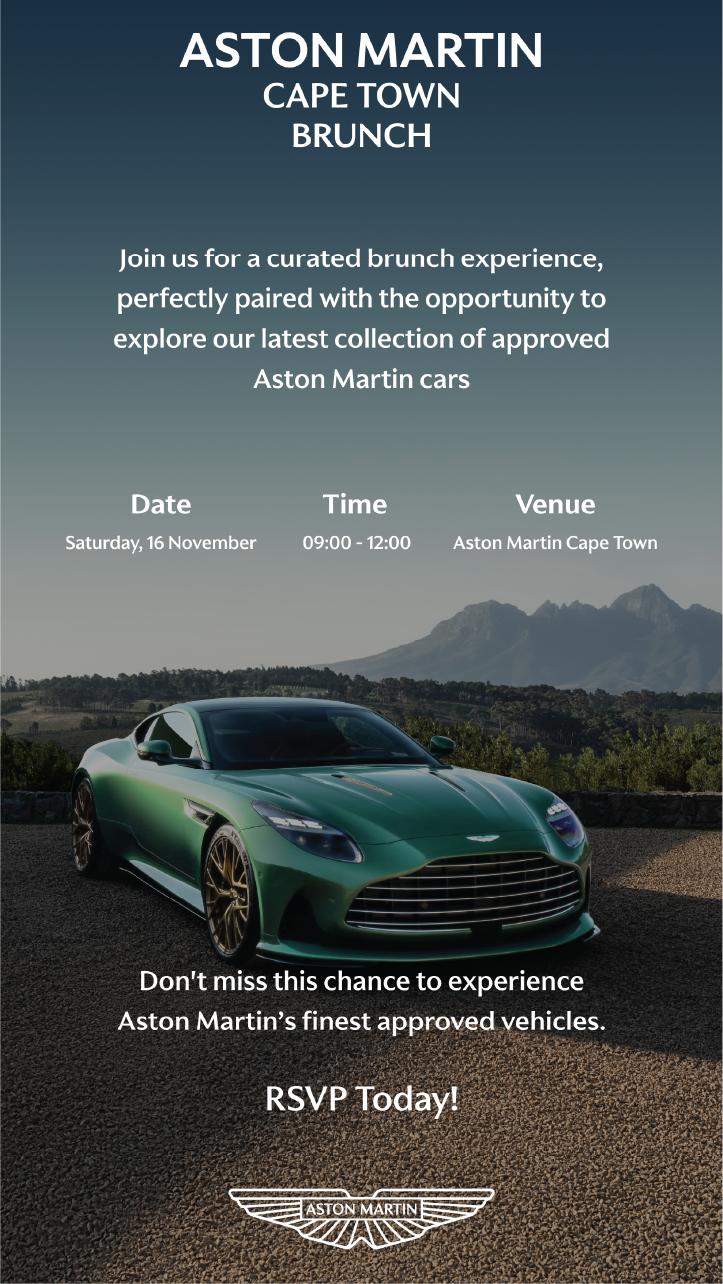 ASTON MARTIN
CAPE TOWN
BRUNCH
Join us for a curated brunch experience,
perfectly paired with the opportunity to
explore our latest collection of approved
Aston Martin cars
Date
Saturday, 16 November
Time
09:00 - 12:00
Venue
Aston Martin Cape Town
Don't miss this chance to experience
Aston Martin’s finest approved vehicles.
RSVP Today!
ASTON MARTIN